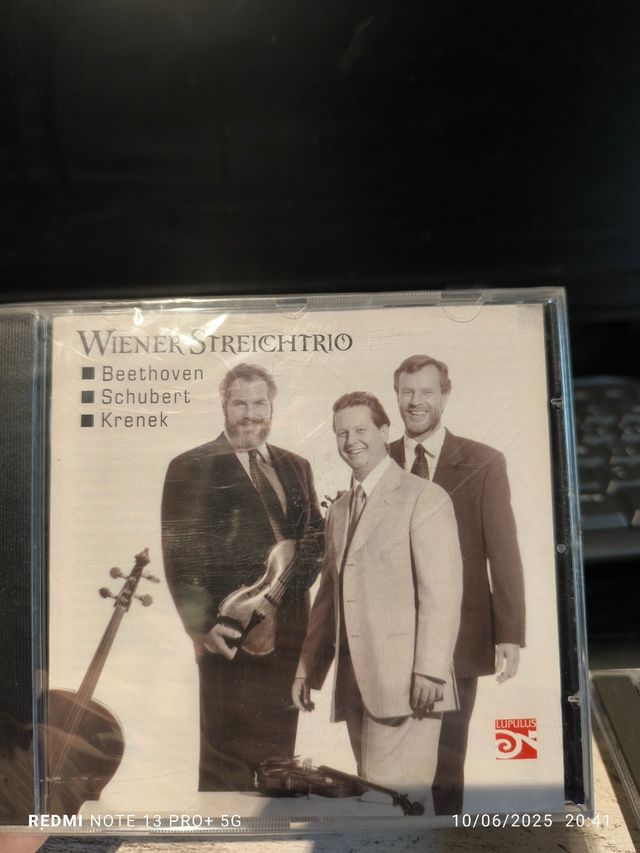 WIENER STREICHTRIO
Beethoven
Schubert
Krenek
LUPULUS
REDMI NOTE 13 PRO+ 5G
10/06/2025 20:41